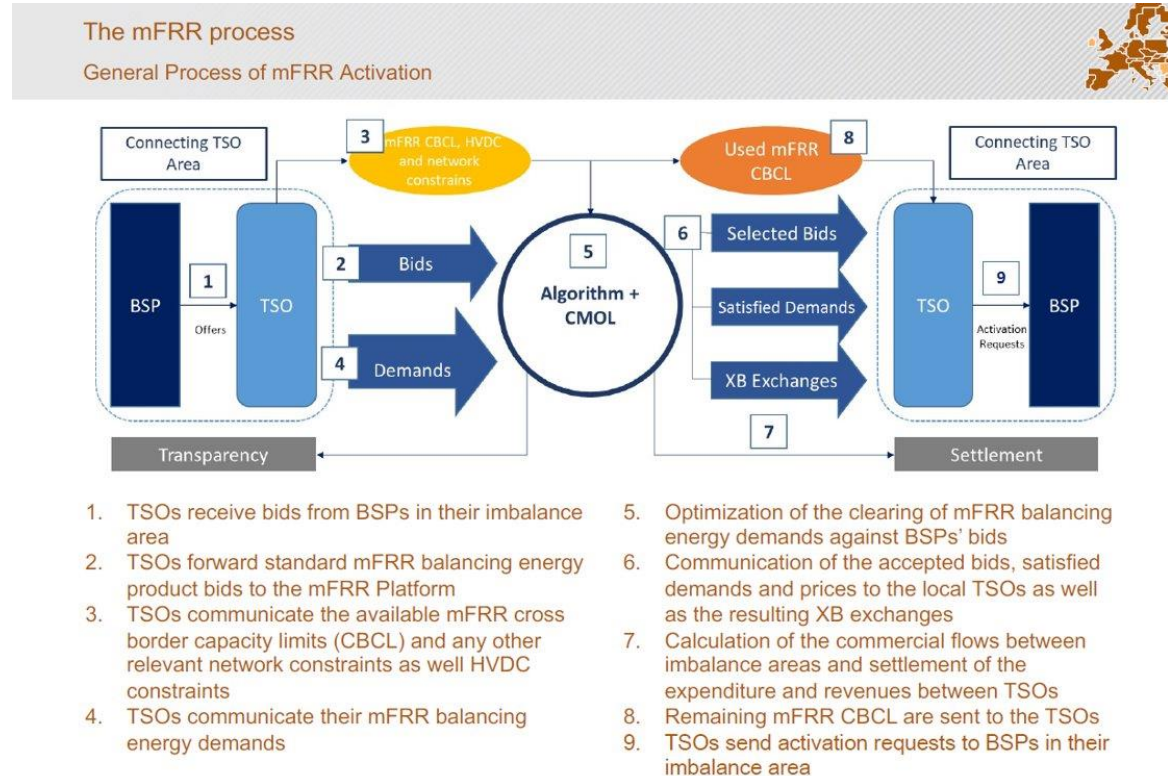 The mFRR process
General Process of mFRR Activation
Connecting TSO
Area
3
mFRR CBCL, HVDC
and network
constrains
Used mFRR
CBCL
8
Connecting TSO
Area
BSP
1
Offers
TSO
2
Bids
4
Demands
5
Algorithm +
CMOL
6
Selected Bids
Satisfied Demands
XB Exchanges
7
TSO
9
Activation
Requests
BSP
Transparency
Settlement
1. TSOs receive bids from BSPs in their imbalance
area
2. TSOs forward standard mFRR balancing energy
product bids to the mFRR Platform
3. TSOs communicate the available mFRR cross
border capacity limits (CBCL) and any other
relevant network constraints as well HVDC
constraints
4. TSOs communicate their mFRR balancing
energy demands
5. Optimization of the clearing of mFRR balancing
energy demands against BSPs' bids
6. Communication of the accepted bids, satisfied
demands and prices to the local TSOs as well
as the resulting XB exchanges
7. Calculation of the commercial flows between
imbalance areas and settlement of the
expenditure and revenues between TSOs
8. Remaining mFRR CBCL are sent to the TSOs
9. TSOs send activation requests to BSPs in their
imbalance area